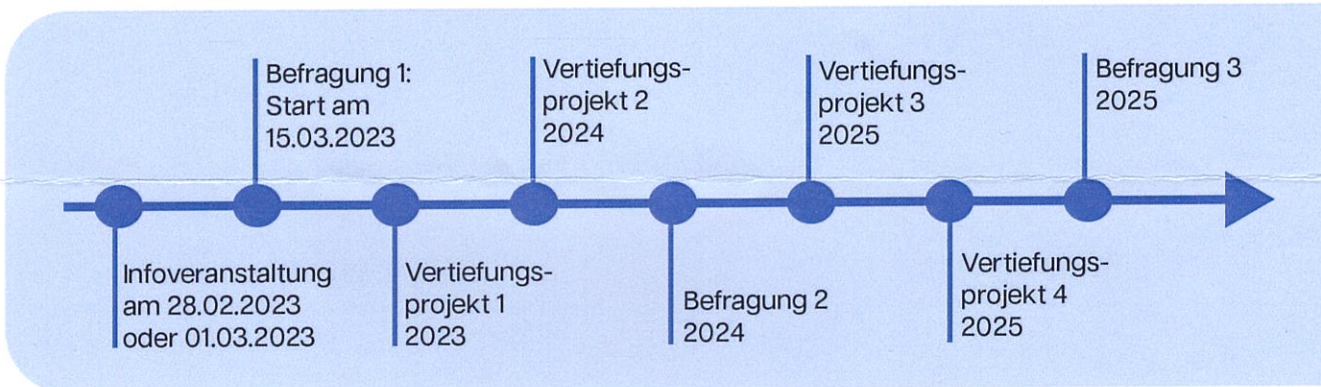 Infoveranstaltung
am 28.02.2023
oder 01.03.2023
Befragung 1:
Start am
15.03.2023
Vertiefungs-
projekt 1
2023
Vertiefungs-
projekt 2
2024
Befragung 2
2024
Vertiefungs-
projekt 3
2025
Vertiefungs-
projekt 4
2025
Befragung 3
2025